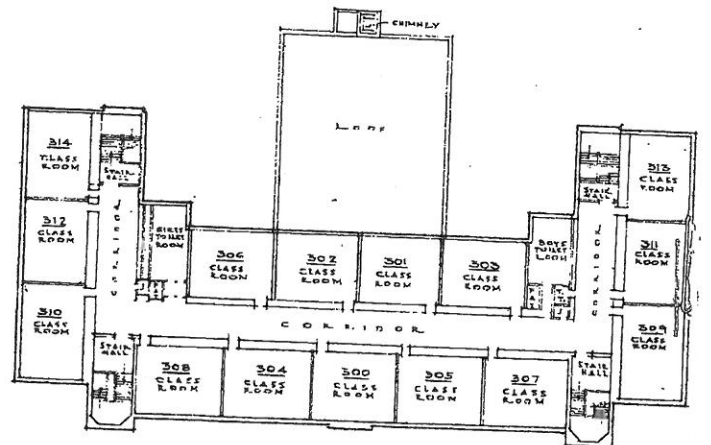 CHIMNEY
ROOF
314
CLASS
ROOM
STAIR
HALL
313
CLASS
ROOM
STAIR
HALL
312
CLASS
ROOM
CORRIDOR
GIRLS
TOILET
ROOM
306
CLASS
ROOM
302
CLASS
ROOM
301
CLASS
ROOM
303
CLASS
ROOM
BOYS
TOILET
ROOM
CORRIDOR
311
CLASS
ROOM
310
CLASS
ROOM
CORRIDOR
309
CLASS
ROOM
STAIR
HALL
308
CLASS
ROOM
304
CLASS
ROOM
300
CLASS
ROOM
305
CLASS
ROOM
307
CLASS
ROOM
STAIR
HALL